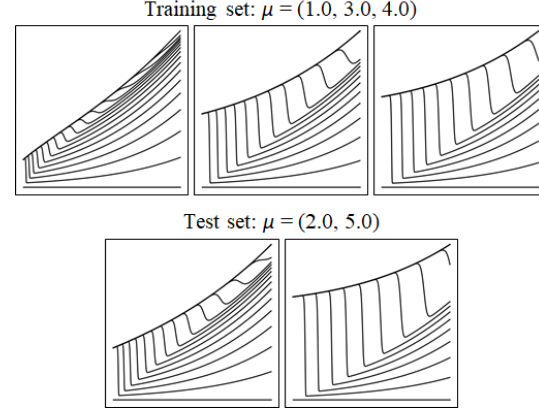 Training set: μ = (1.0, 3.0, 4.0)
Test set: μ = (2.0, 5.0)